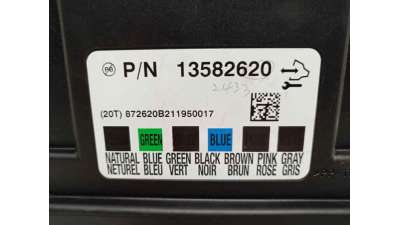 P/N 13582620
2433
(20T) 872620B211950017
GREEN BLUE
NATURAL BLUE GREEN BLACK BROWN PINK GRAY
NETUREL BLEU VERT NOIR BRUN ROSE GRIS